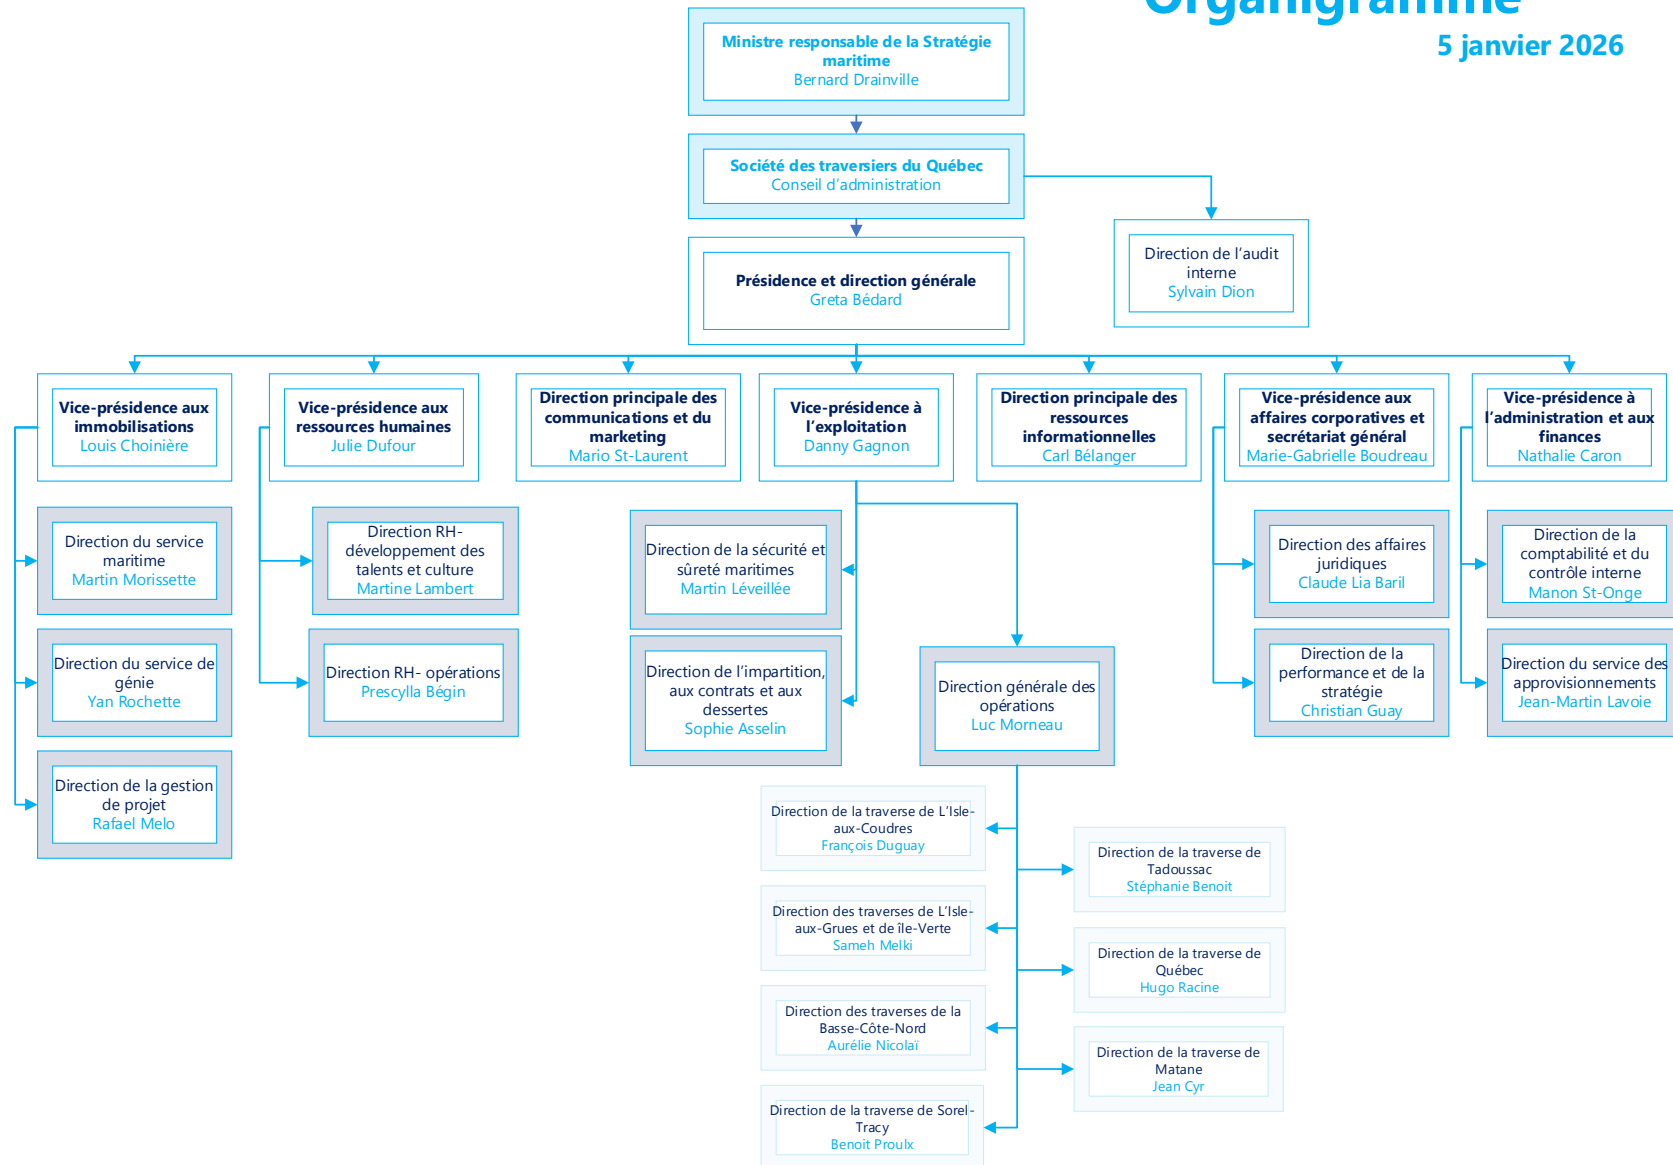 Organigramme
5 janvier 2026
Ministre responsable de la Stratégie
maritime
Bernard Drainville
Société des traversiers du Québec
Conseil d’administration
Direction de l’audit
interne
Sylvain Dion
Présidence et direction générale
Greta Bédard
Vice-présidence aux
immobilisations
Louis Choinière
Vice-présidence aux
ressources humaines
Julie Dufour
Direction principale des
communications et du
marketing
Mario St-Laurent
Vice-présidence à
l’exploitation
Danny Gagnon
Direction principale des
ressources
informationnelles
Carl Bélanger
Vice-présidence aux
affaires corporatives et
secrétariat général
Marie-Gabrielle Boudreau
Vice-présidence à
l’administration et aux
finances
Nathalie Caron
Direction du service
maritime
Martin Morissette
Direction RH-
développement des
talents et culture
Martine Lambert
Direction de la sécurité et
sûreté maritimes
Martin Léveillée
Direction des affaires
juridiques
Claude Lia Baril
Direction de la
comptabilité et du
contrôle interne
Manon St-Onge
Direction du service de
génie
Yan Rochette
Direction RH- opérations
Prescylla Bégin
Direction de l’impartition,
aux contrats et aux
dessertes
Sophie Asselin
Direction générale des
opérations
Luc Morneau
Direction de la
performance et de la
stratégie
Christian Guay
Direction du service des
approvisionnements
Jean-Martin Lavoie
Direction de la gestion
de projet
Rafael Melo
Direction de la traverse de L’Isle-
aux-Coudres
François Duguay
Direction de la traverse de
Tadoussac
Stéphanie Benoit
Direction des traverses de L’Isle-
aux-Grues et de île-Verte
Sameh Melki
Direction de la traverse de
Québec
Hugo Racine
Direction des traverses de la
Basse-Côte-Nord
Aurélie Nicolaï
Direction de la traverse de
Matane
Jean Cyr
Direction de la traverse de Sorel-
Tracy
Benoit Proulx